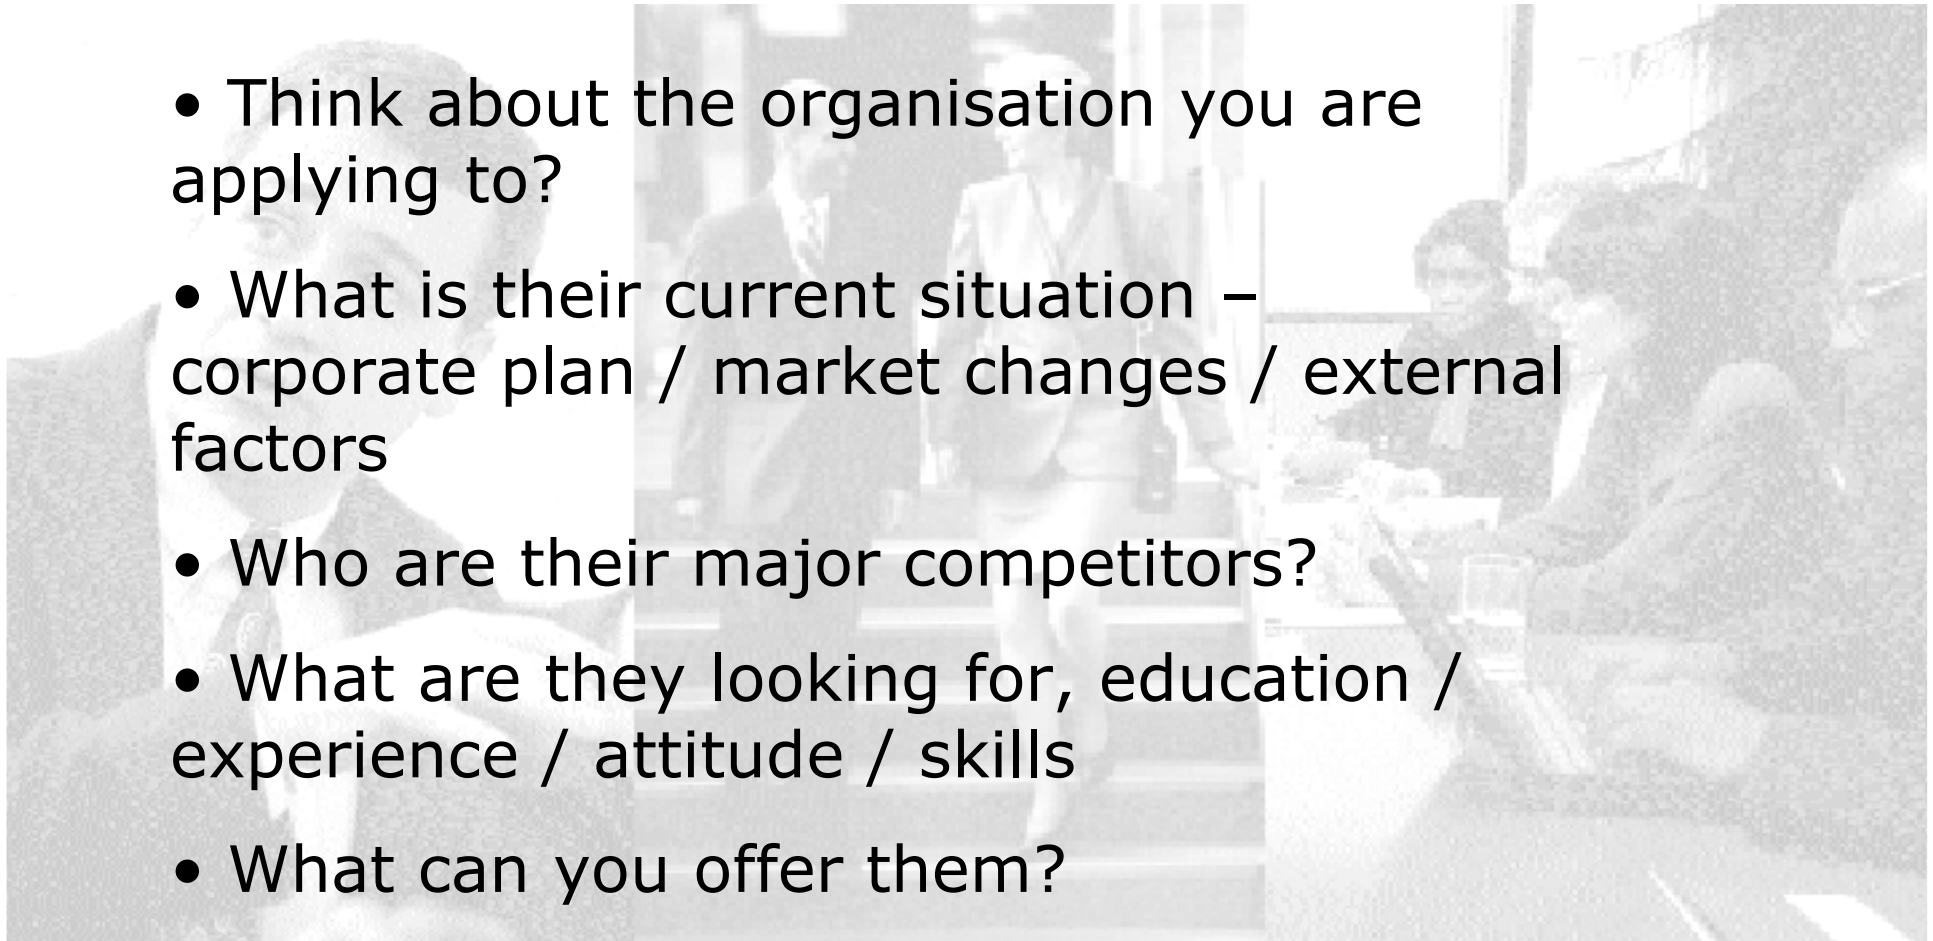 • Think about the organisation you are
applying to?
• What is their current situation –
corporate plan / market changes / external
factors
• Who are their major competitors?
• What are they looking for, education /
experience / attitude / skills
• What can you offer them?